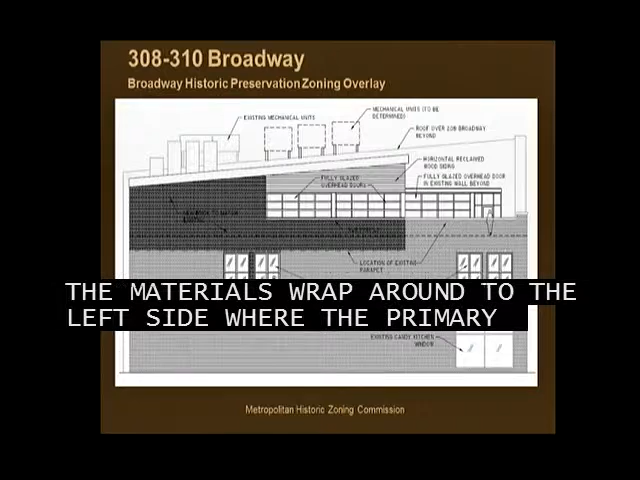 308-310 Broadway
Broadway Historic Preservation Zoning Overlay
MECHANICAL UNITS (TO BE
DETERMINED)
EXISTING MECHANICAL UNITS
ROOF OVER 208 BROADWAY
BEYOND
HORIZONTAL RECLAIMED
WOOD SIDING
FULLY GLAZED
OVERHEAD DOORS
FULLY GLAZED OVERHEAD DOOR
IN EXISTING WALL BEYOND
LOCATION OF EXISTING
PARAPET
THE MATERIALS WRAP AROUND TO THE
LEFT SIDE WHERE THE PRIMARY
EXISTING CANDY KITCHEN
WINDOW
Metropolitan Historic Zoning Commission